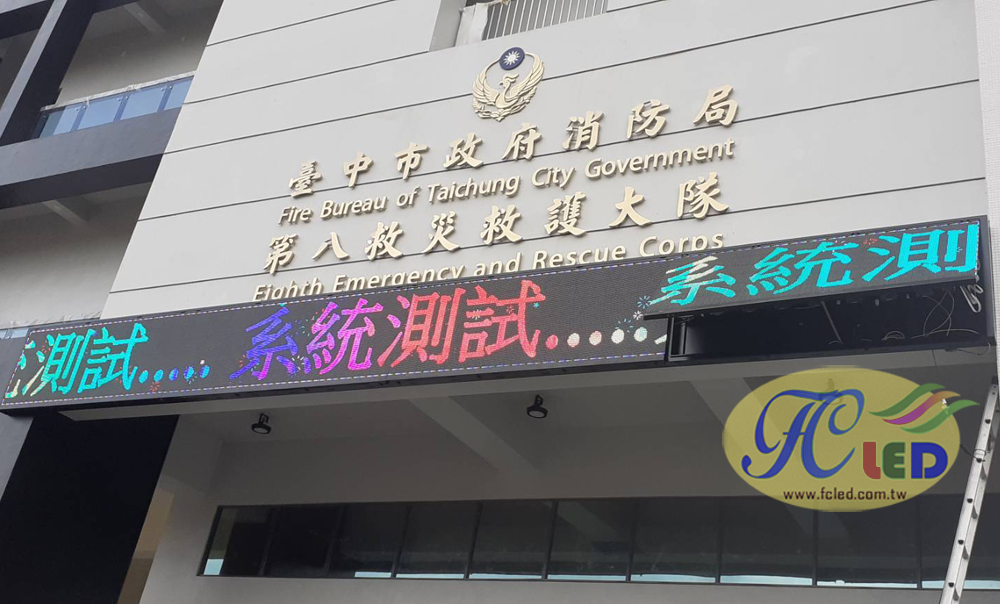 臺中市政府消防局
Fire Bureau of Taichung City Government
第八救災救護大隊
Eighth Emergency and Rescue Corps
測試..... 系統測試..... 系統測
FC LED
www.fcled.com.tw